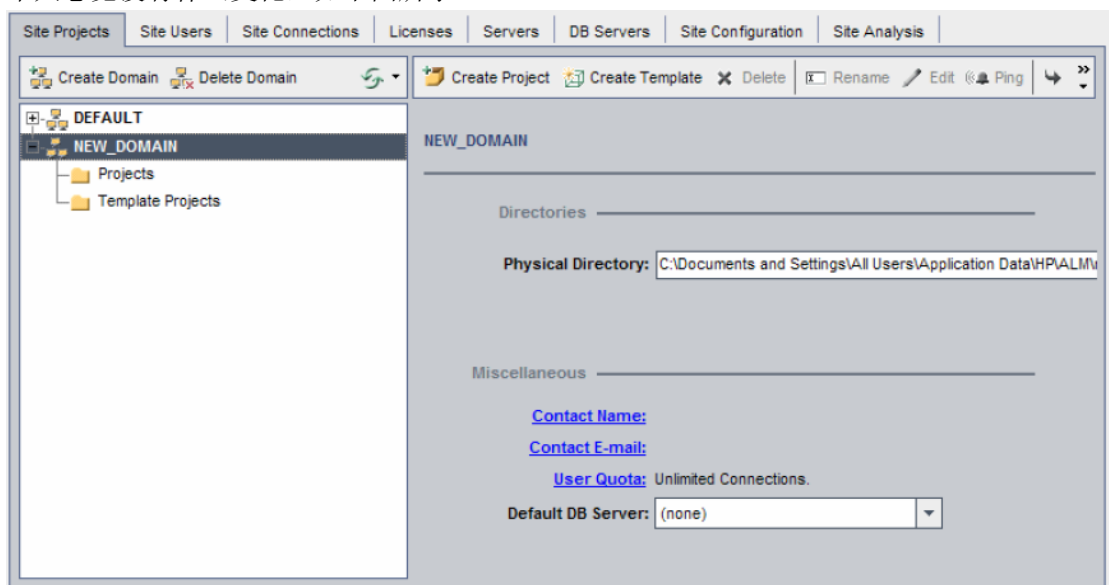 Site Projects Site Users Site Connections Licenses Servers DB Servers Site Configuration Site Analysis
Create Domain Delete Domain Create Project Create Template Delete Rename Edit Ping
DEFAULT
NEW_DOMAIN
Projects
Template Projects
NEW_DOMAIN
Directories
Physical Directory: C:\Documents and Settings\All Users\Application Data\HP\ALM\
Miscellaneous
Contact Name:
Contact E-mail:
User Quota: Unlimited Connections.
Default DB Server: (none)